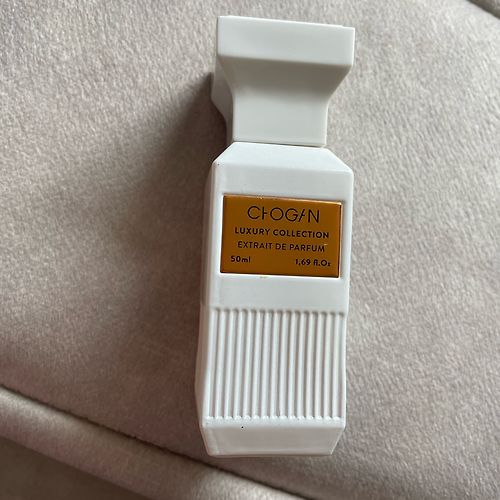 CHOGAN
LUXURY COLLECTION
EXTRAIT DE PARFUM
50ml 1,69 fl.Oz